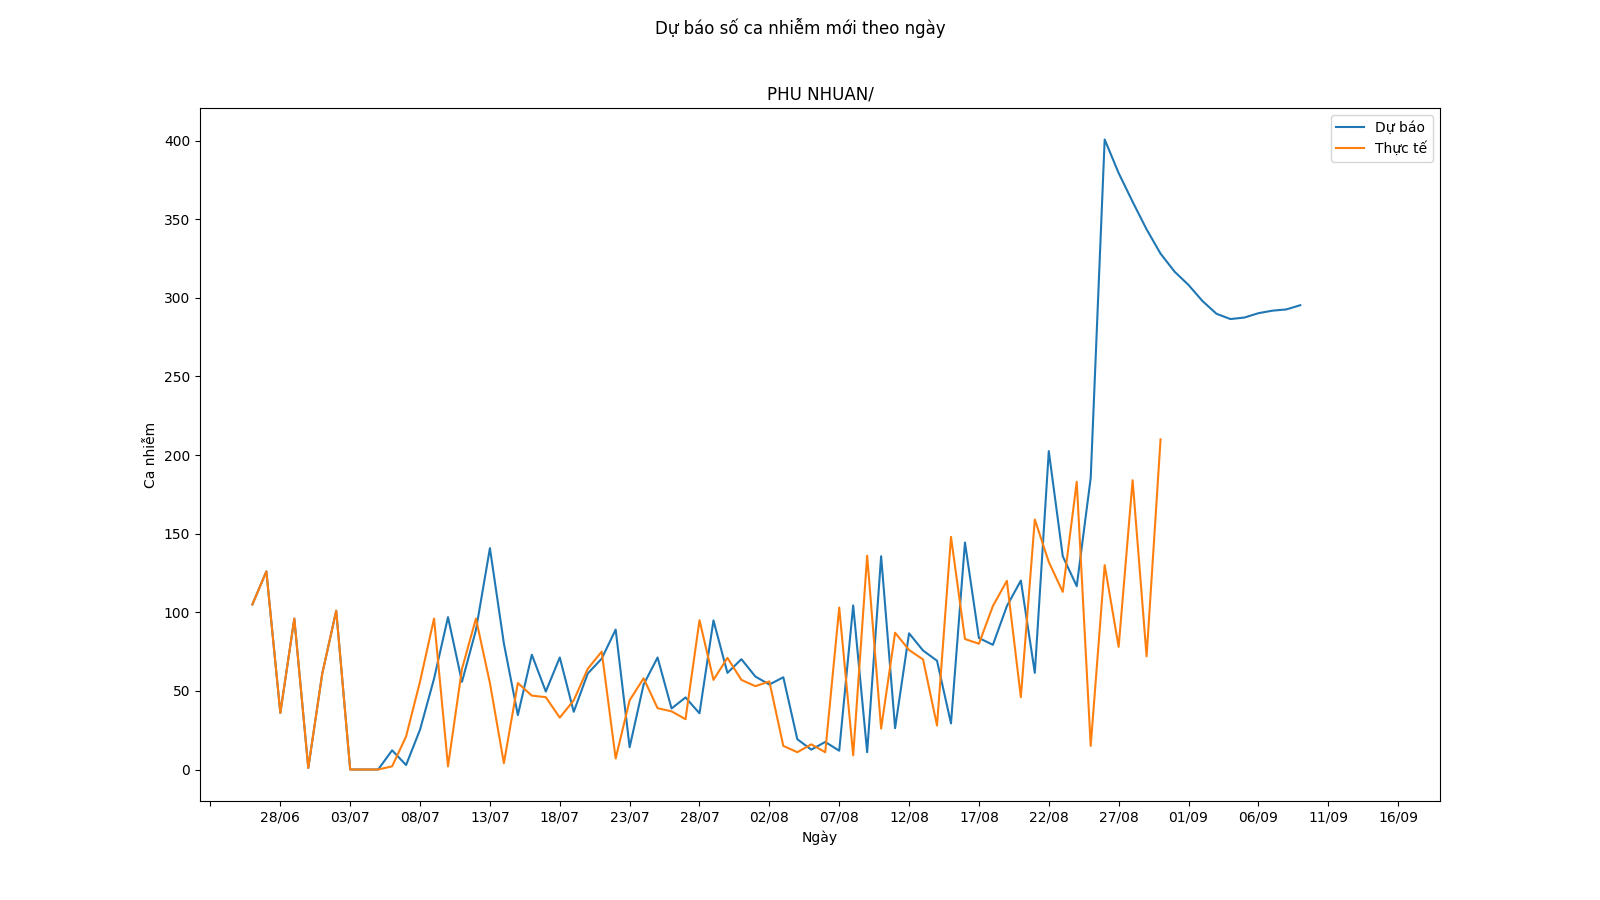 Dự báo số ca nhiễm mới theo ngày
PHU NHUAN/
Dự báo
Thực tế
400
350
300
250
200
150
100
50
0
Ca nhiễm
28/06 03/07 08/07 13/07 18/07 23/07 28/07 02/08 07/08 12/08 17/08 22/08 27/08 01/09 06/09 11/09 16/09
Ngày